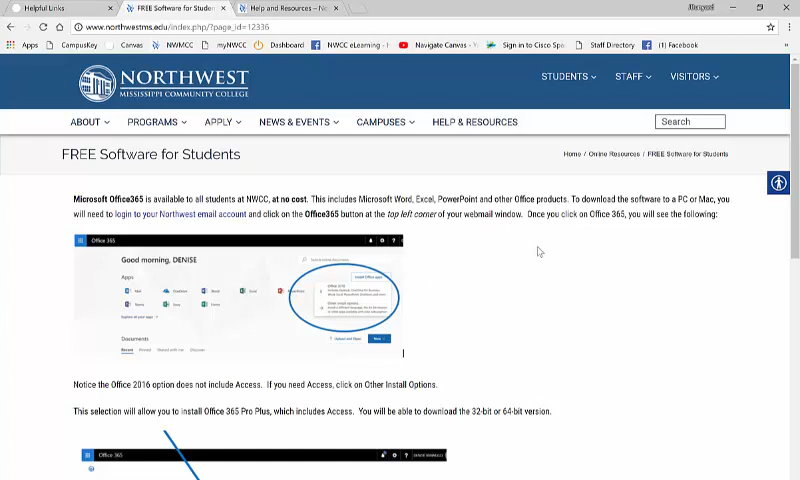 Helpful Links
FREE Software for Studen
Help and Resources – No
www.northwestms.edu/index.php/?page_id=12336
Apps CampusKey Canvas NWMCC myNWCC Dashboard NWCC eLearning - Navigate Canvas - Sign in to Cisco Sp Staff Directory (1) Facebook
NORTHWEST
MISSISSIPPI COMMUNITY COLLEGE
STUDENTS STAFF VISITORS
ABOUT PROGRAMS APPLY NEWS & EVENTS CAMPUSES HELP & RESOURCES
Search
FREE Software for Students
Home / Online Resources / FREE Software for Students
Microsoft Office365 is available to all students at NWCC, at no cost. This includes Microsoft Word, Excel, PowerPoint and other Office products. To download the software to a PC or Mac, you
will need to login to your Northwest email account and click on the Office365 button at the top left corner of your webmail window. Once you click on Office 365, you will see the following:
Office 365
Good morning, DENISE
Apps
Install Office apps
Documents
Notice the Office 2016 option does not include Access. If you need Access, click on Other Install Options.
This selection will allow you to install Office 365 Pro Plus, which includes Access. You will be able to download the 32-bit or 64-bit version.
Office 365